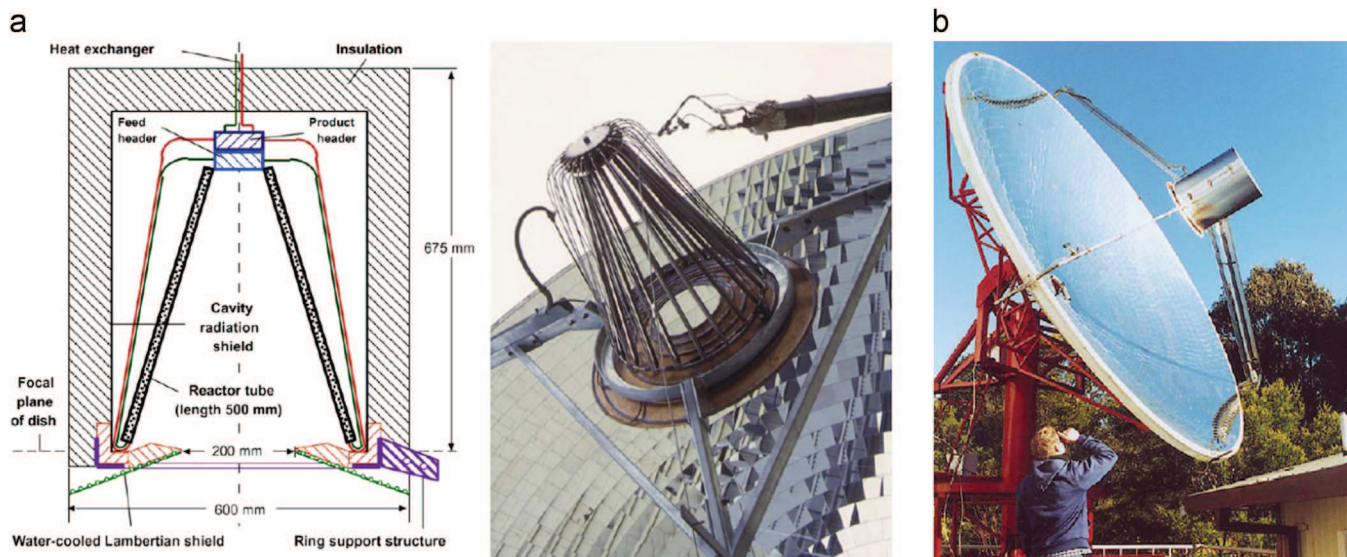 a
b
Heat exchanger
Insulation
Feed
header
Product
header
675 mm
Cavity
radiation
shield
Focal
plane
of dish
Reactor tube
(length 500 mm)
200 mm
600 mm
Water-cooled Lambertian shield
Ring support structure